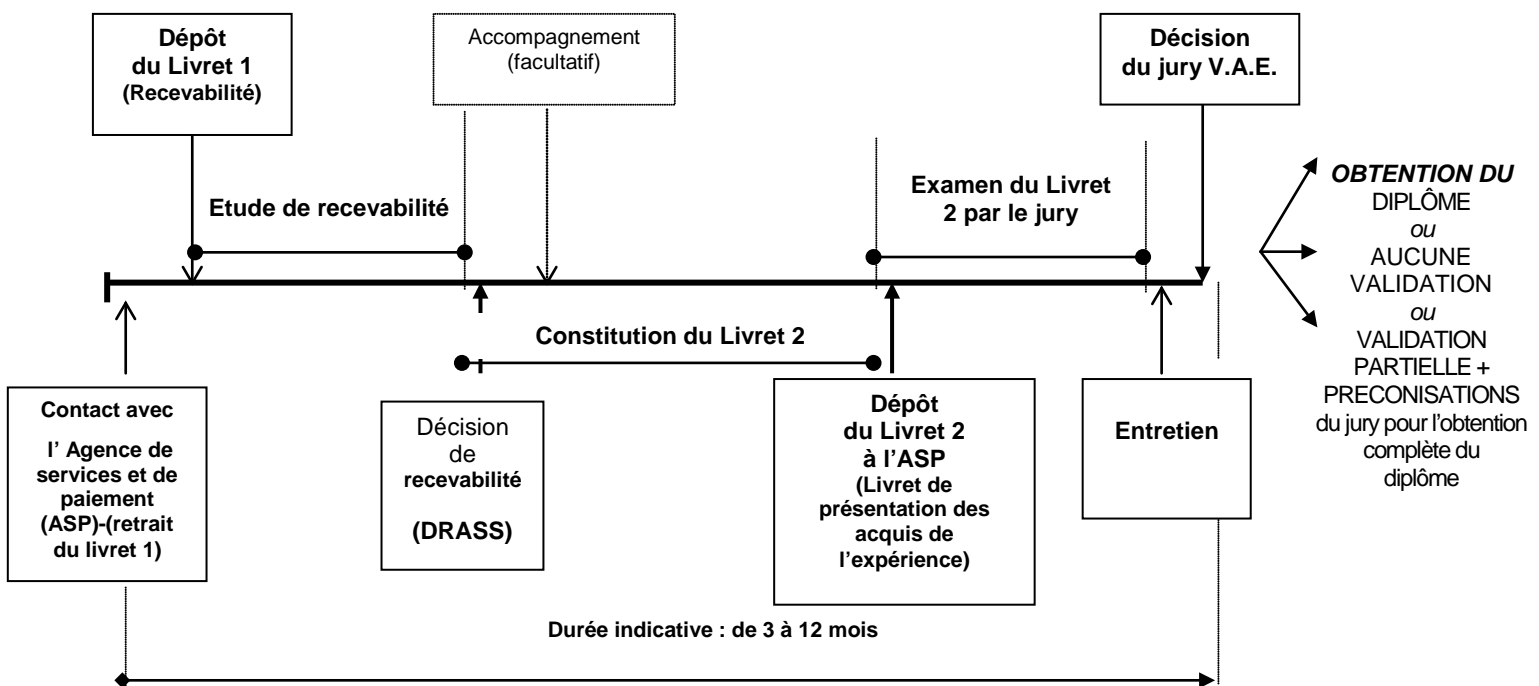 Dépôt
du Livret 1
(Recevabilité)
Accompagnement
(facultatif)
Décision
du jury V.A.E.
Etude de recevabilité
Examen du Livret
2 par le jury
OBTENTION DU
DIPLÔME
ou
AUCUNE
VALIDATION
ou
VALIDATION
PARTIELLE +
PRECONISATIONS
du jury pour l'obtention
complète du
diplôme
Constitution du Livret 2
Contact avec
l' Agence de
services et de
paiement
(ASP)-(retrait
du livret 1)
Décision
de
recevabilité
(DRASS)
Dépôt
du Livret 2
à l'ASP
(Livret de
présentation des
acquis de
l'expérience)
Entretien
Durée indicative : de 3 à 12 mois